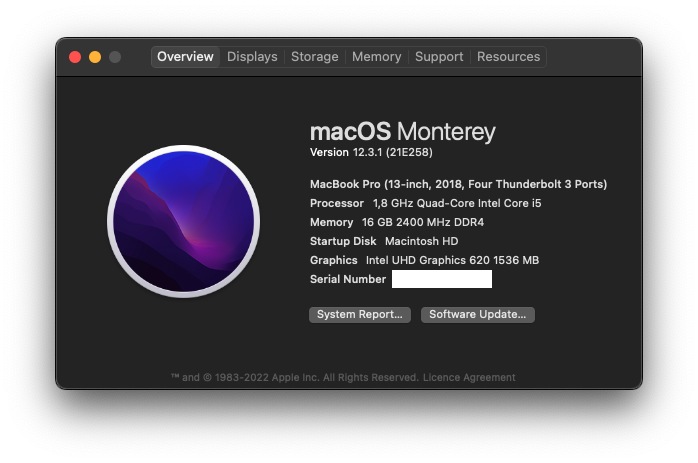 Overview Displays Storage Memory Support Resources
macOS Monterey
Version 12.3.1 (21E258)
MacBook Pro (13-inch, 2018, Four Thunderbolt 3 Ports)
Processor 1,8 GHz Quad-Core Intel Core i5
Memory 16 GB 2400 MHz DDR4
Startup Disk Macintosh HD
Graphics Intel UHD Graphics 620 1536 MB
Serial Number
System Report... Software Update...
™ and © 1983-2022 Apple Inc. All Rights Reserved. Licence Agreement